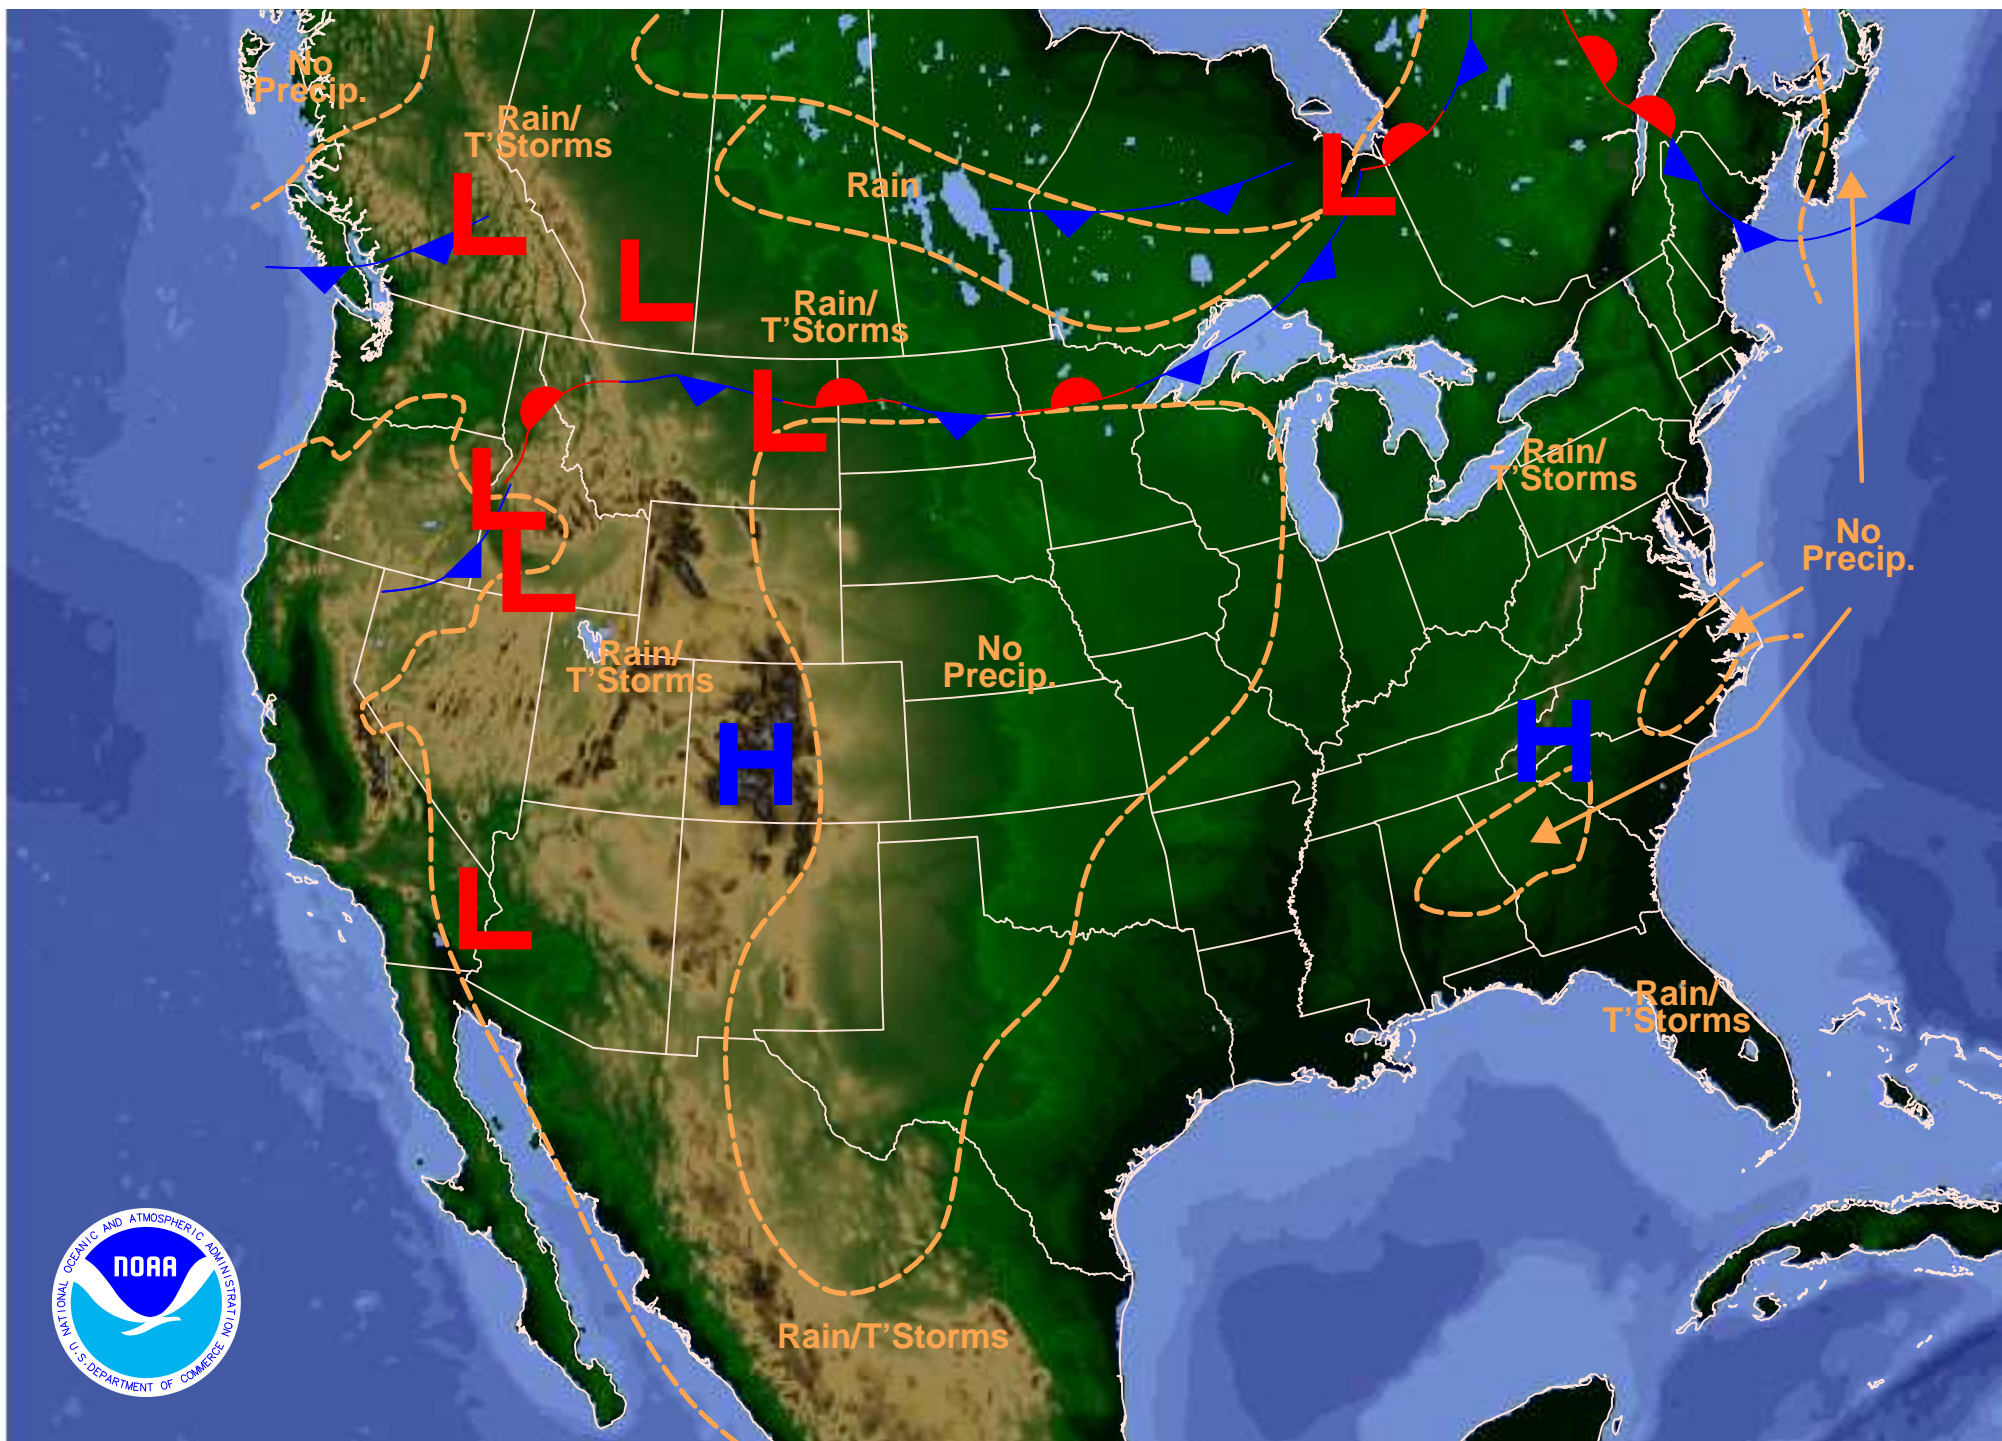 No
Precip.
Rain/
T'Storms
Rain
L
L
L
Rain/
T'Storms
L
L
L
Rain/
T'Storms
No
Precip.
Rain/
T'Storms
No
Precip.
H
H
L
Rain/
T'Storms
Rain/T'Storms
NATIONAL OCEANIC AND ATMOSPHERIC ADMINISTRATION
NOAA
U.S. DEPARTMENT OF COMMERCE